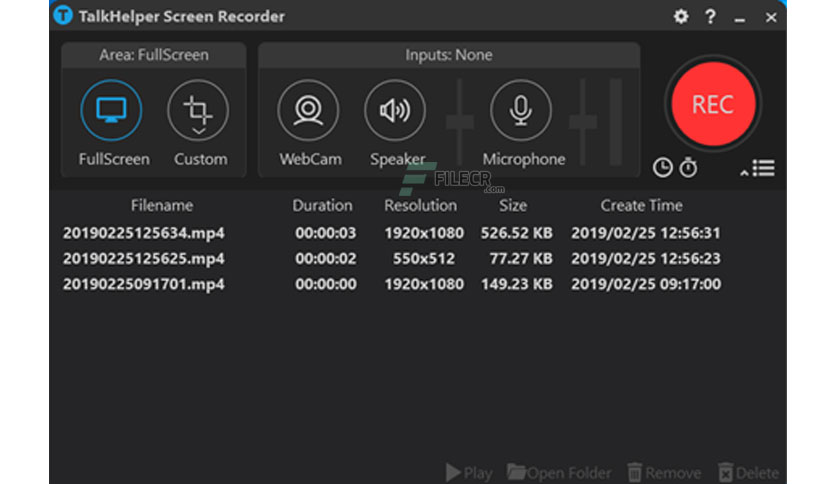 T TalkHelper Screen Recorder ?
Area: FullScreen
Inputs: None
FullScreen Custom
WebCam Speaker Microphone
REC
FILECR
.com
Filename Duration Resolution Size Create Time
20190225125634.mp4 00:00:03 1920x1080 526.52 KB 2019/02/25 12:56:31
20190225125625.mp4 00:00:02 550x512 77.27 KB 2019/02/25 12:56:23
20190225091701.mp4 00:00:00 1920x1080 149.23 KB 2019/02/25 09:17:00
Play Open Folder Remove Delete